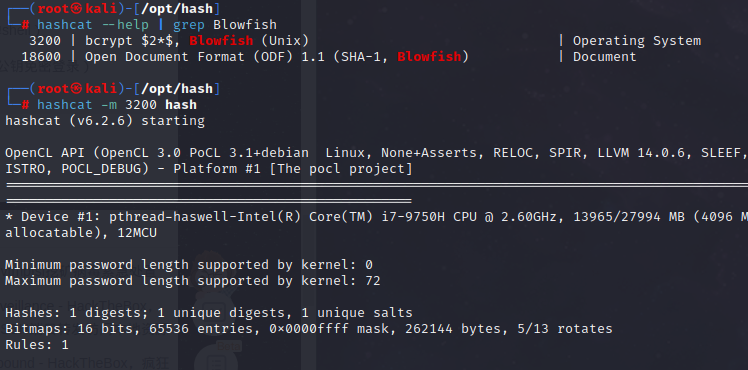 ┌──(root㉿kali)-[/opt/hash]
└─# hashcat --help | grep Blowfish
3200 | bcrypt $2*$, Blowfish (Unix) | Operating System
18600 | Open Document Format (ODF) 1.1 (SHA-1, Blowfish) | Document
┌──(root㉿kali)-[/opt/hash]
└─# hashcat -m 3200 hash
hashcat (v6.2.6) starting
OpenCL API (OpenCL 3.0 PoCL 3.1+debian  Linux, None+Asserts, RELOC, SPIR, LLVM 14.0.6, SLEEF,
ISTRO, POCL_DEBUG) - Platform #1 [The pocl project]
* Device #1: pthread-haswell-Intel(R) Core(TM) i7-9750H CPU @ 2.60GHz, 13965/27994 MB (4096 M
allocatable), 12MCU
Minimum password length supported by kernel: 0
Maximum password length supported by kernel: 72
Hashes: 1 digests; 1 unique digests, 1 unique salts
Bitmaps: 16 bits, 65536 entries, 0x0000ffff mask, 262144 bytes, 5/13 rotates
Rules: 1